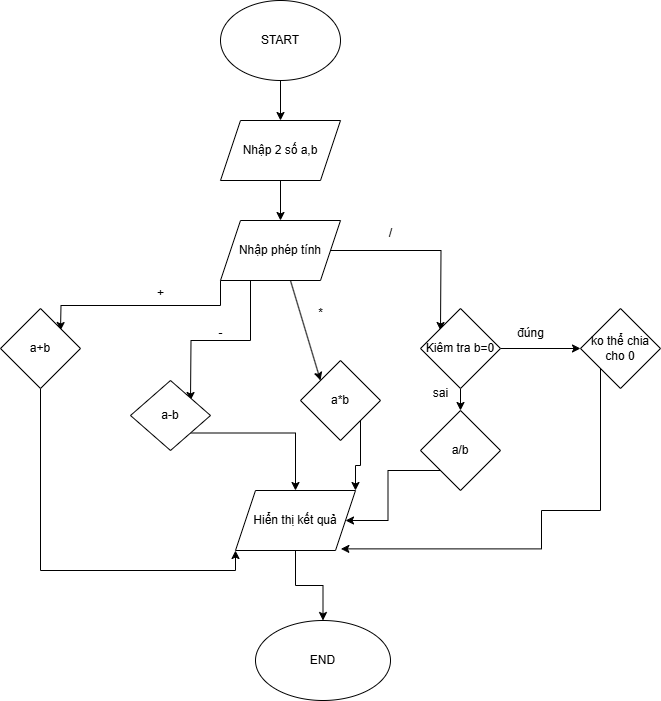 START
Nhập 2 số a,b
Nhập phép tính
/
+
*
-
a+b
Kiêm tra b=0
đúng
ko thể chia
cho 0
sai
a-b
a*b
a/b
Hiển thị kết quả
END